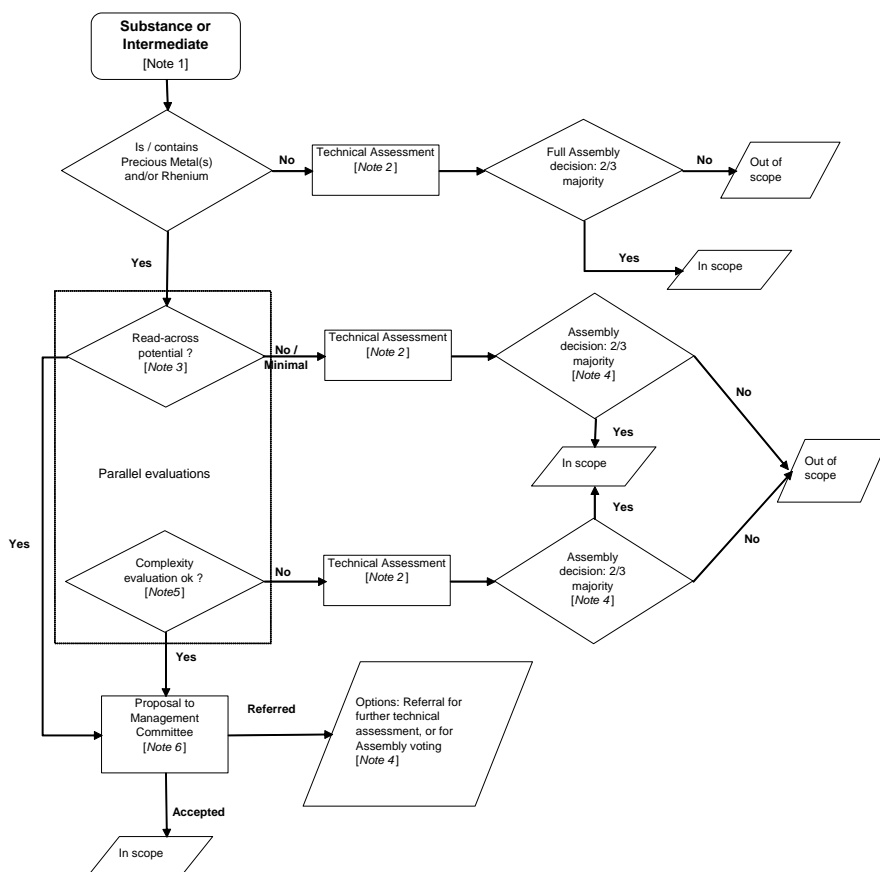 Substance or
Intermediate
[Note 1]
Is / contains
Precious Metal(s)
and/or Rhenium
No
Technical Assessment
[Note 2]
Full Assembly
decision: 2/3
majority
No
Out of
scope
Yes
Yes
In scope
Read-across
potential ?
[Note 3]
No /
Minimal
Technical Assessment
[Note 2]
Assembly
decision: 2/3
majority
[Note 4]
No
Yes
In scope
Out of
scope
Parallel evaluations
Yes
Yes
No
Complexity
evaluation ok ?
[Note5]
No
Technical Assessment
[Note 2]
Assembly
decision: 2/3
majority
[Note 4]
Yes
Proposal to
Management
Committee
[Note 6]
Referred
Options: Referral for
further technical
assessment, or for
Assembly voting
[Note 4]
Accepted
In scope